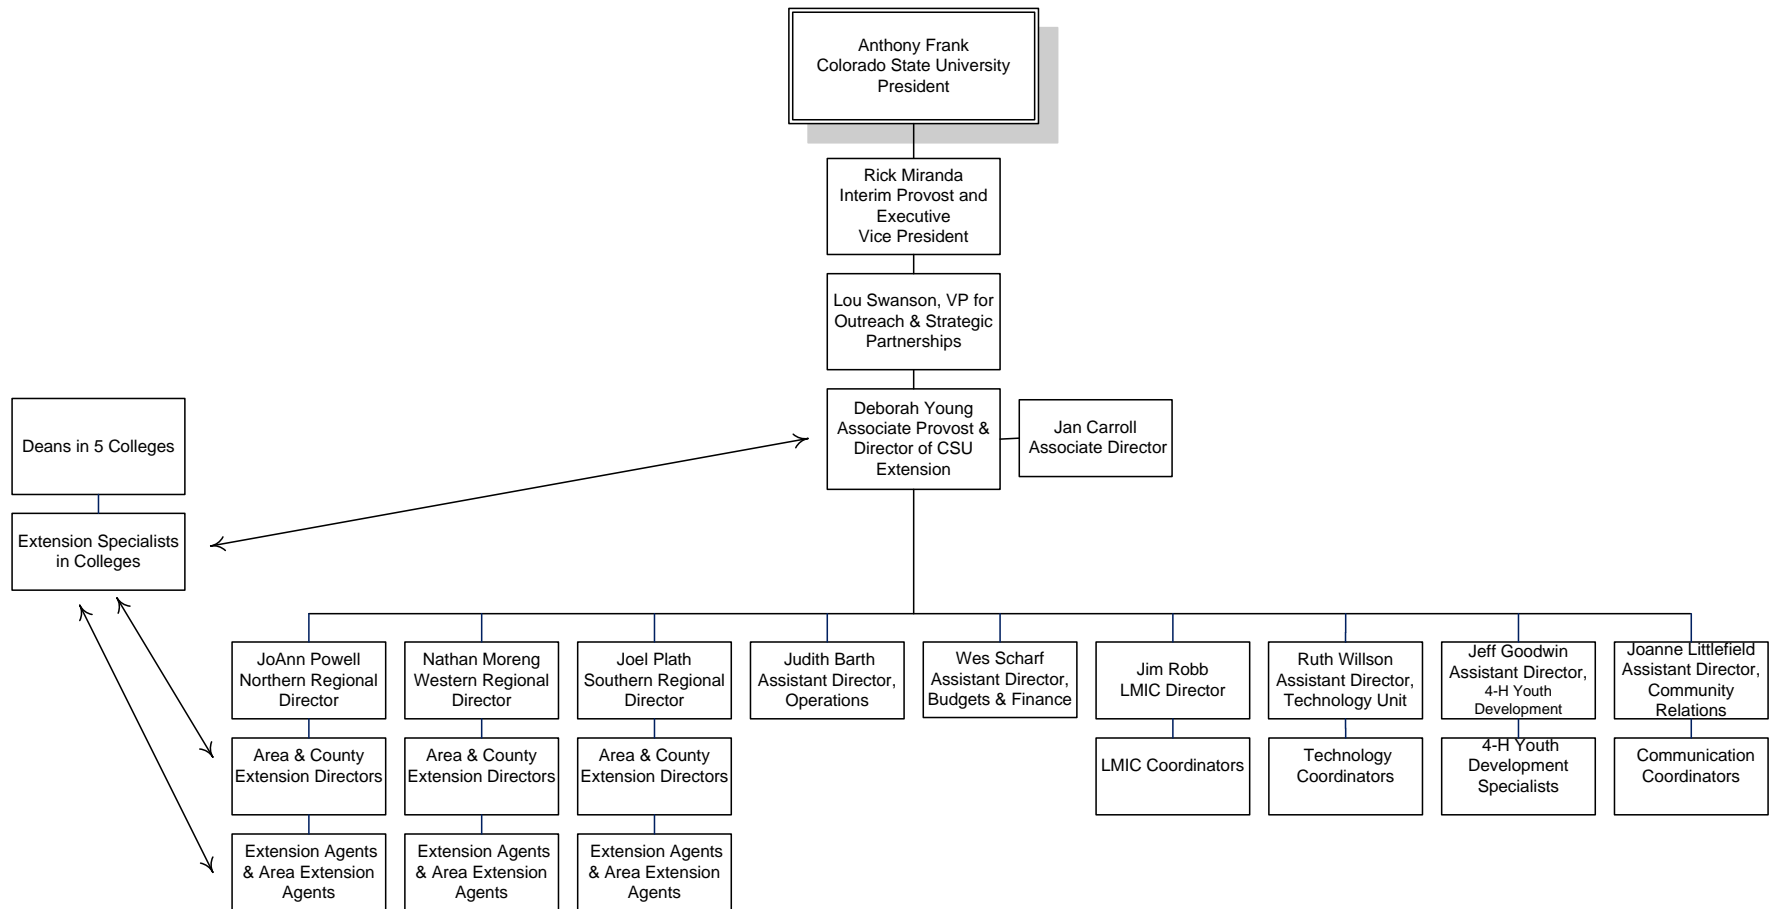 Anthony Frank
Colorado State University
President
Rick Miranda
Interim Provost and
Executive
Vice President
Lou Swanson, VP for
Outreach & Strategic
Partnerships
Deborah Young
Associate Provost &
Director of CSU
Extension
Jan Carroll
Associate Director
Deans in 5 Colleges
Extension Specialists
in Colleges
JoAnn Powell
Northern Regional
Director
Nathan Moreng
Western Regional
Director
Joel Plath
Southern Regional
Director
Judith Barth
Assistant Director,
Operations
Wes Scharf
Assistant Director,
Budgets & Finance
Jim Robb
LMIC Director
Ruth Willson
Assistant Director,
Technology Unit
Jeff Goodwin
Assistant Director,
4-H Youth
Development
Joanne Littlefield
Assistant Director,
Community
Relations
Area & County
Extension Directors
Area & County
Extension Directors
Area & County
Extension Directors
LMIC Coordinators
Technology
Coordinators
4-H Youth
Development
Specialists
Communication
Coordinators
Extension Agents
& Area Extension
Agents
Extension Agents
& Area Extension
Agents
Extension Agents
& Area Extension
Agents